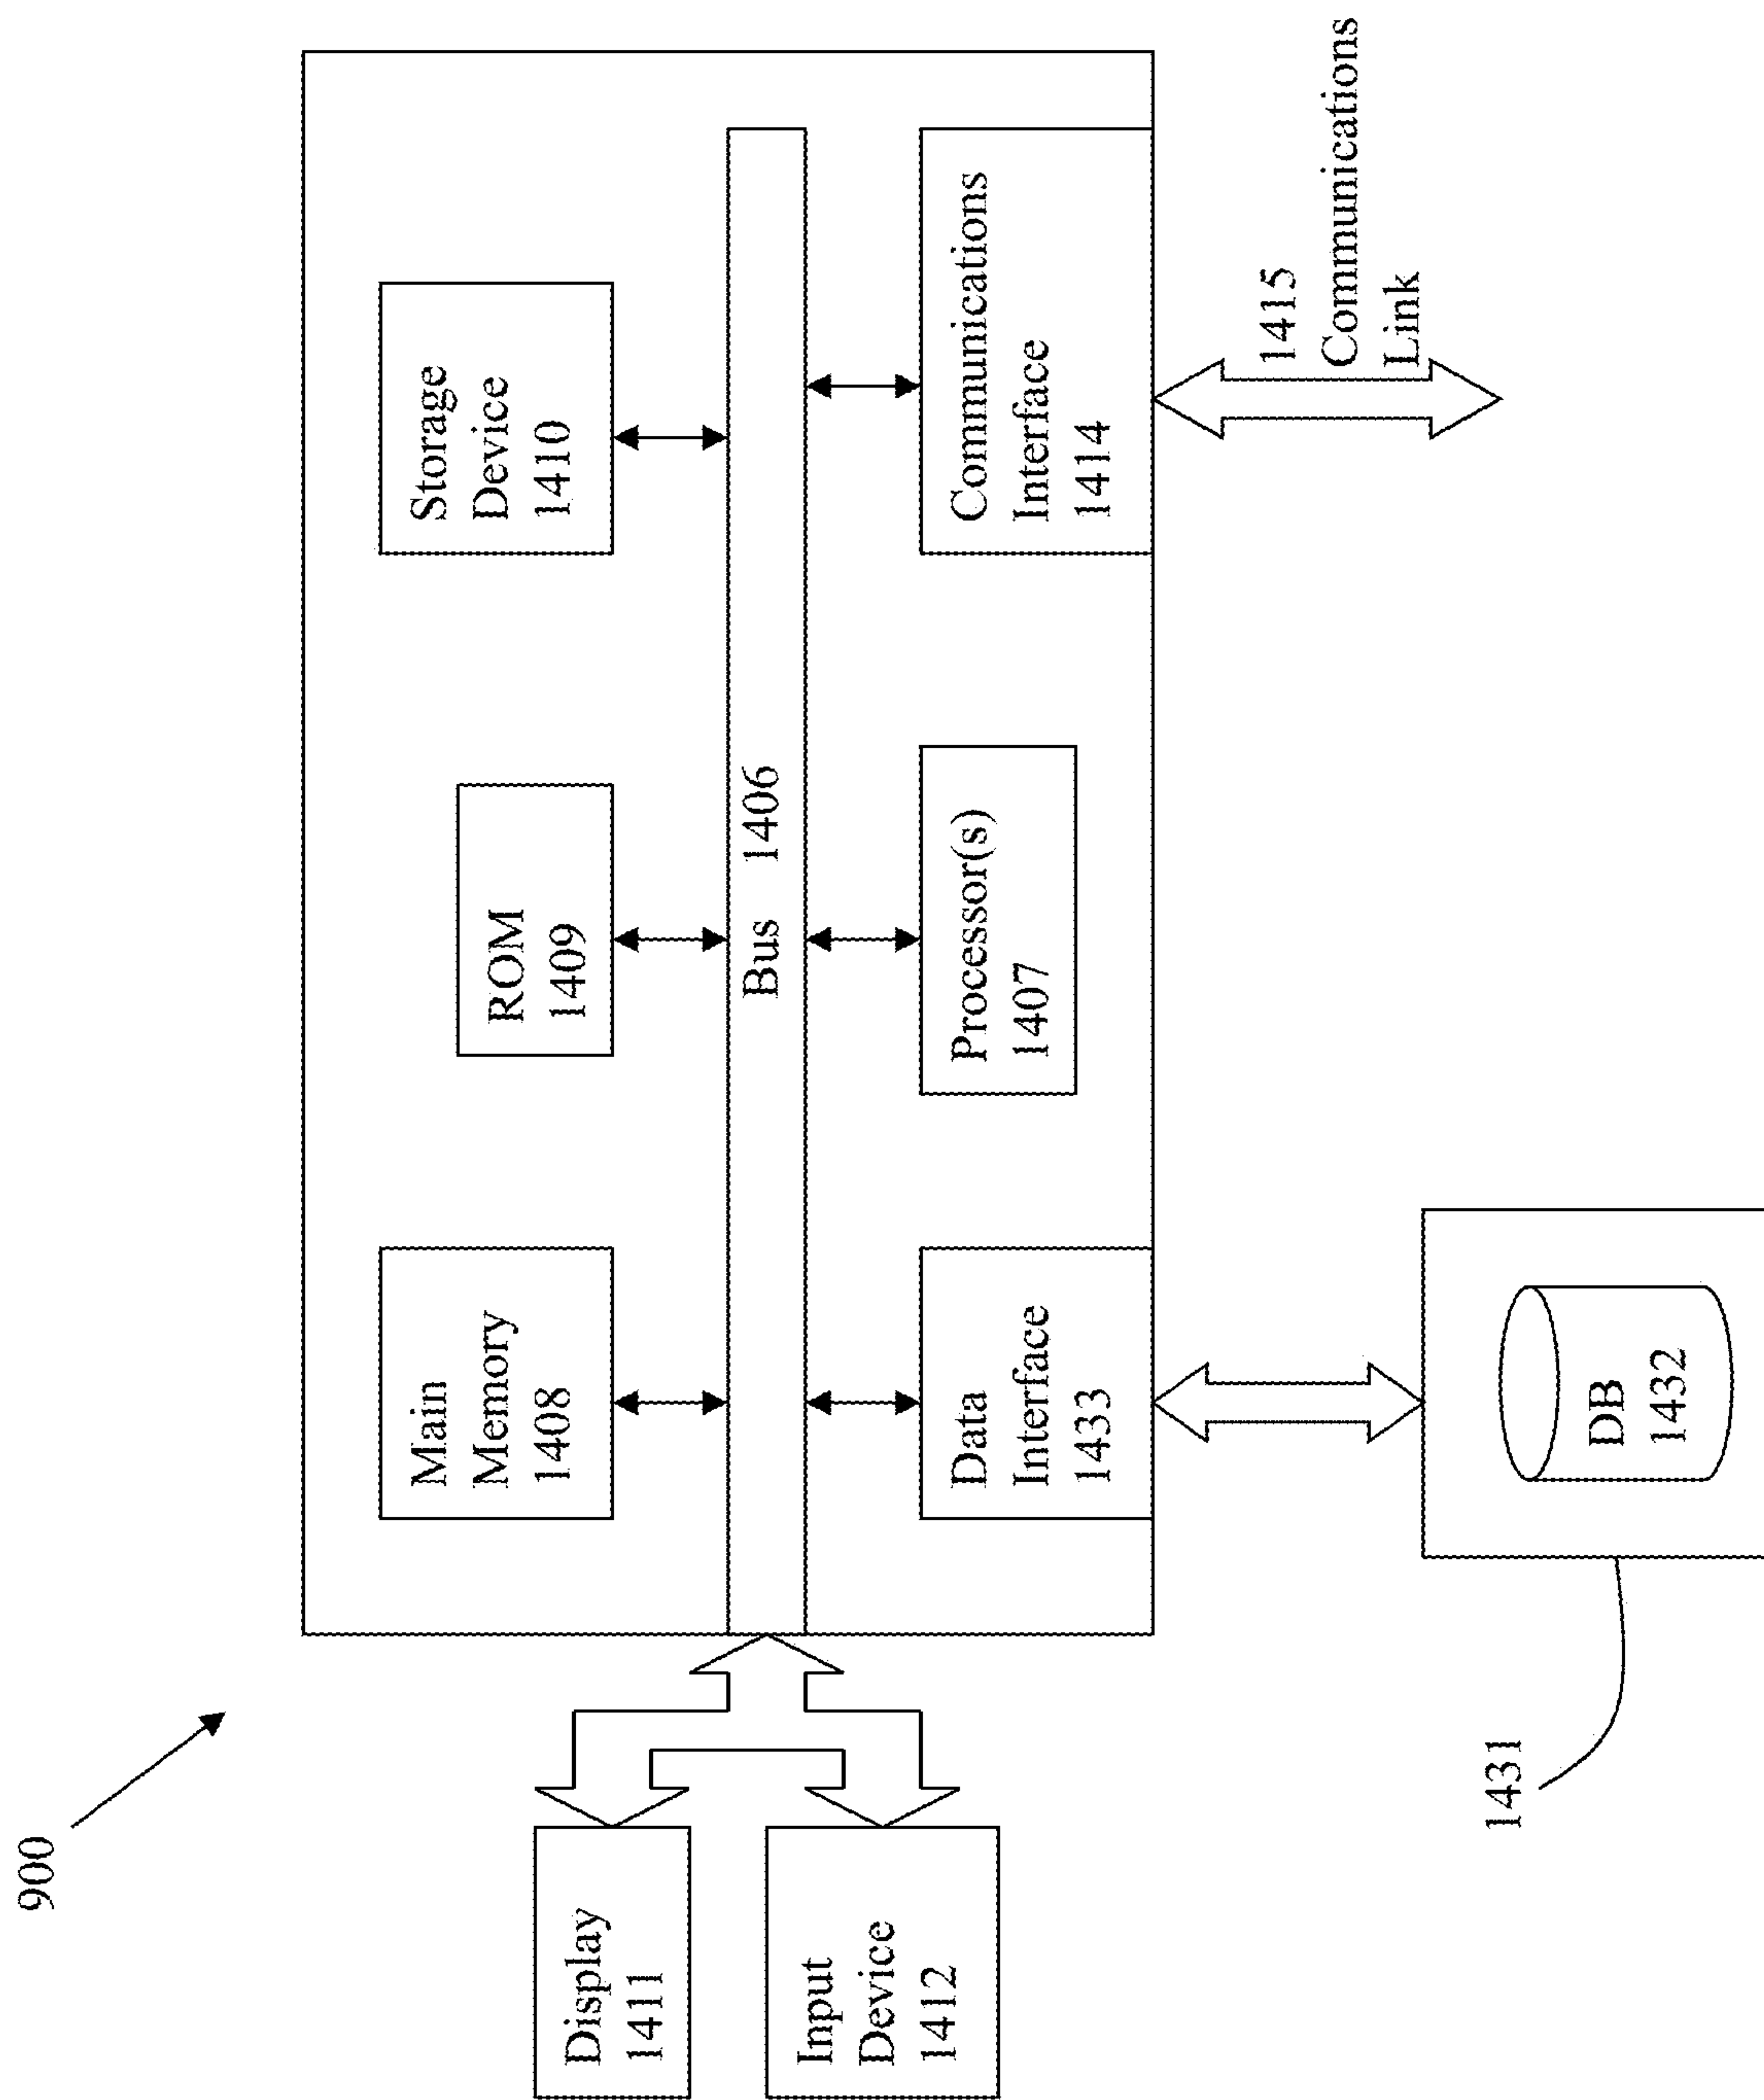 900
Display
1411
Input
Device
1412
Main
Memory
1408
ROM
1409
Storage
Device
1410
Bus 1406
Data
Interface
1433
Processor(s)
1407
Communications
Interface
1414
1415
Communications
Link
DB
1432
1431